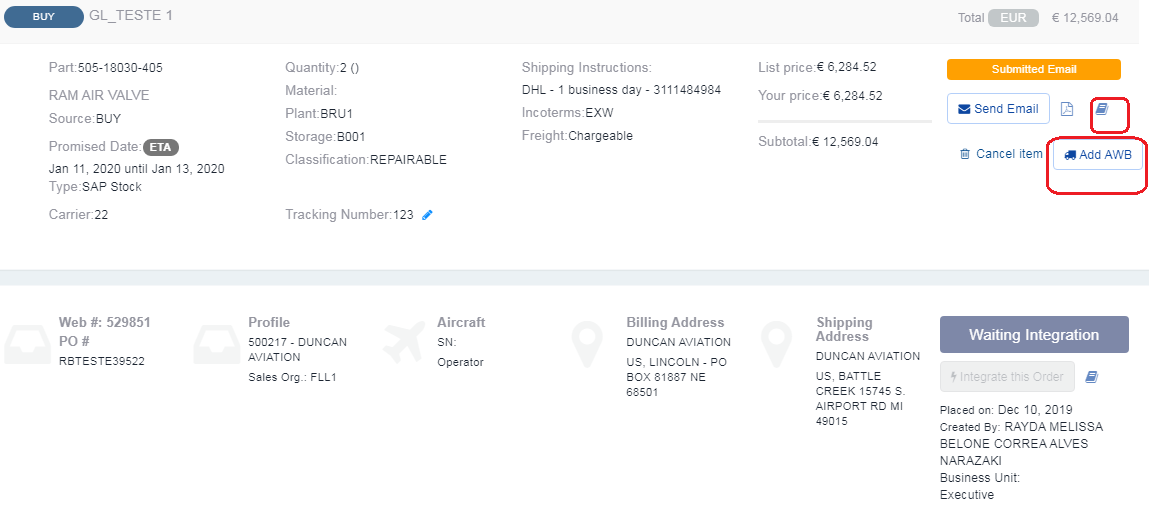 BUY GL_TESTE 1 Total EUR € 12,569.04
Part:505-18030-405
RAM AIR VALVE
Source:BUY
Promised Date:ETA
Jan 11, 2020 until Jan 13, 2020
Type:SAP Stock
Carrier:22
Quantity:2 ()
Material:
Plant:BRU1
Storage:B001
Classification:REPAIRABLE
Tracking Number:123
Shipping Instructions:
DHL - 1 business day - 3111484984
Incoterms:EXW
Freight:Chargeable
List price:€ 6,284.52
Your price:€ 6,284.52
Subtotal:€ 12,569.04
Submitted Email
Send Email
Cancel item Add AWB
Web #: 529851
PO #
RBTESTE39522
Profile
500217 - DUNCAN
AVIATION
Sales Org.: FLL1
Aircraft
SN:
Operator
Billing Address
DUNCAN AVIATION
US, LINCOLN - PO
BOX 81887 NE
68501
Shipping
Address
DUNCAN AVIATION
US, BATTLE
CREEK 15745 S.
AIRPORT RD MI
49015
Waiting Integration
Integrate this Order
Placed on: Dec 10, 2019
Created By: RAYDA MELISSA
BELONE CORREA ALVES
NARAZAKI
Business Unit:
Executive